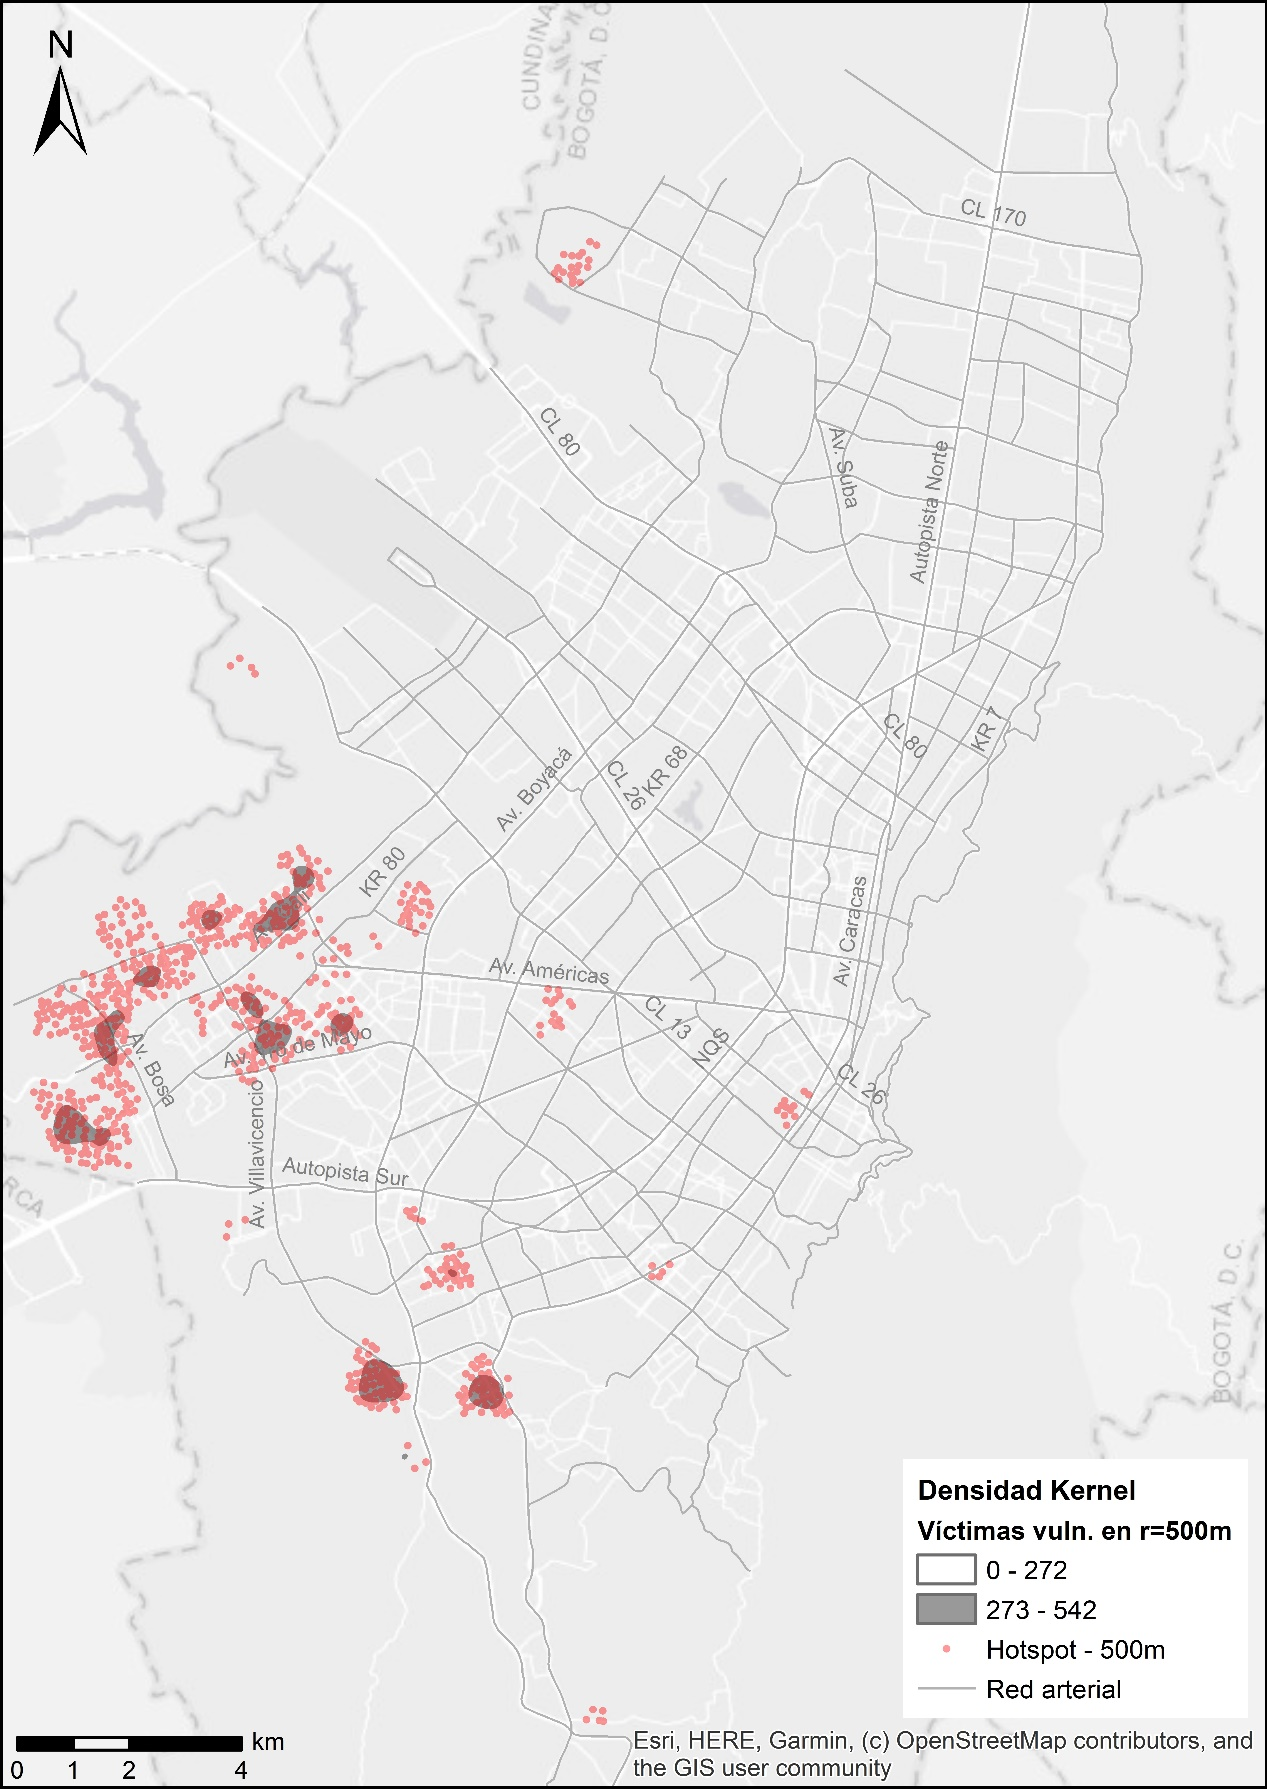 N
CUNDINA
BOGOTÁ, D.C.
CL 170
CL 80
Av. Suba
Autopista Norte
CL 80
KR 7
Av. Boyacá
CL 26
KR 68
KR 80
Av. Caracas
Av. Américas
CL 13
NQS
CL 26
Av. Bosa
de Mayo
Av. Villavicencio
Autopista Sur
RCA
BOGOTÁ, D.C.
Densidad Kernel
Víctimas vuln. en r=500m
0 - 272
273 - 542
Hotspot - 500m
Red arterial
km
0 1 2 4
Esri, HERE, Garmin, (c) OpenStreetMap contributors, and
the GIS user community